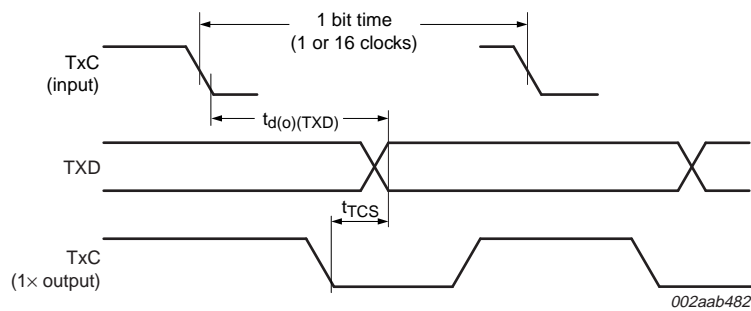 1 bit time
(1 or 16 clocks)
TxC
(input)
td(o)(TXD)
TXD
tTCS
TxC
(1× output)
002aab482